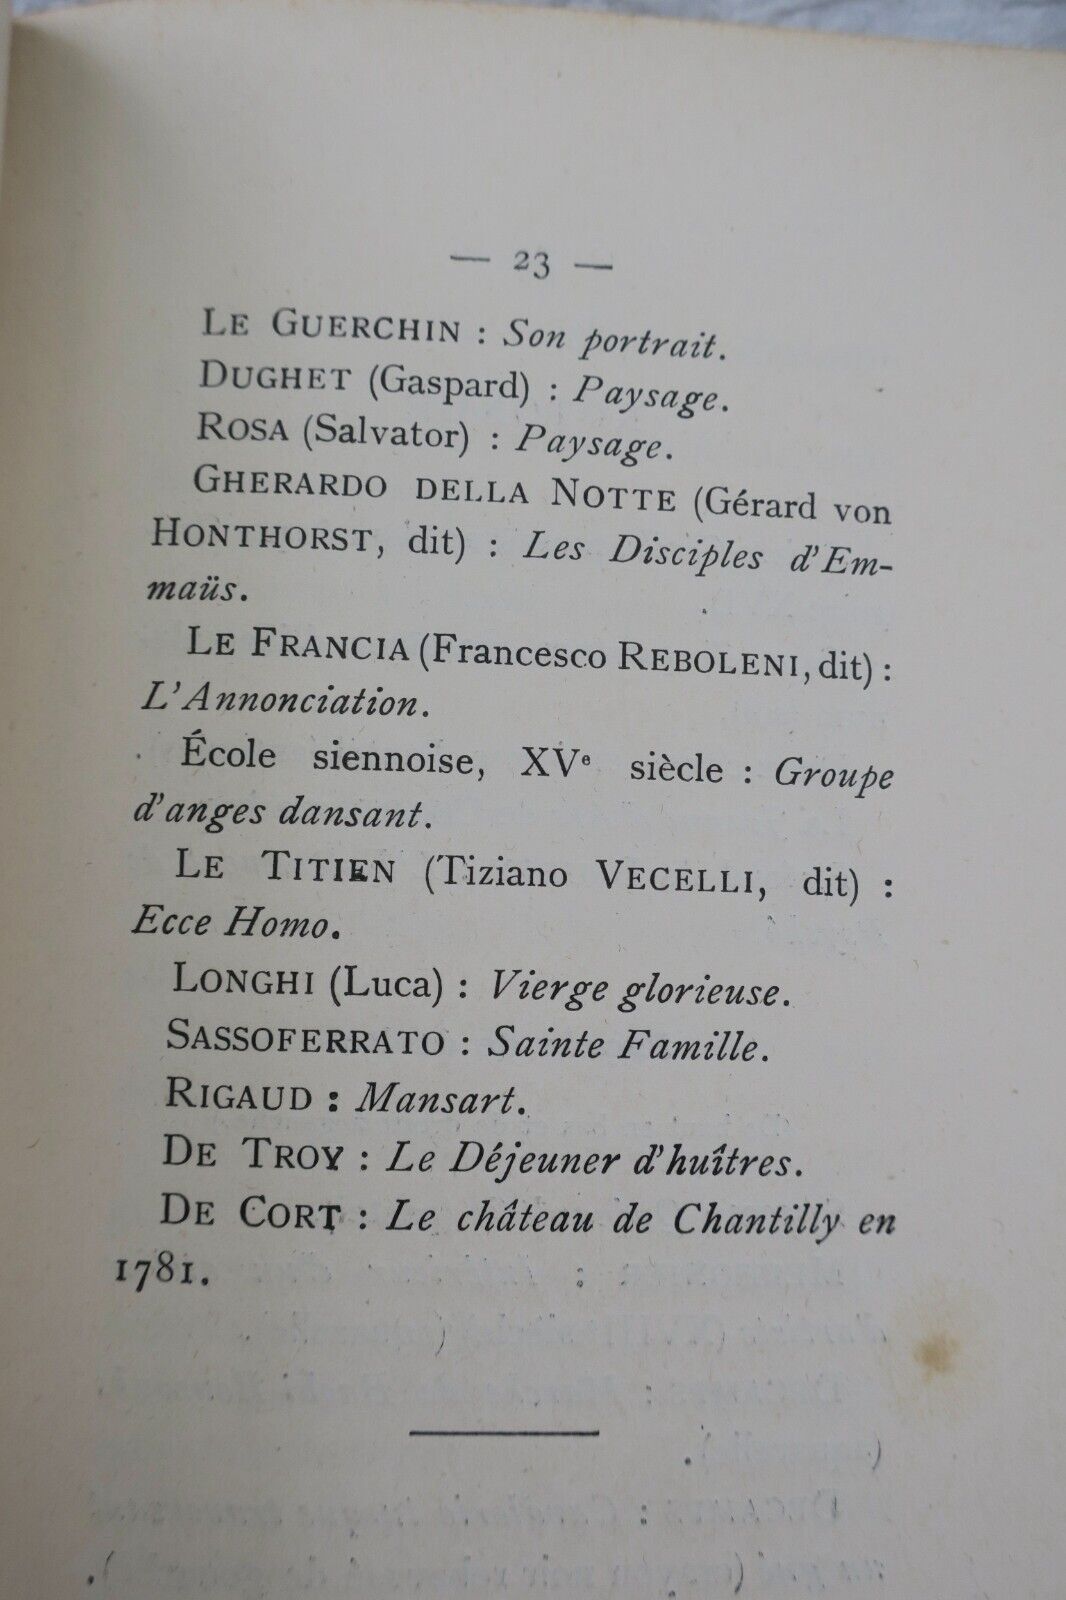 — 23 —
LE GUERCHIN : Son portrait.
DUGHET (Gaspard) : Paysage.
ROSA (Salvator) : Paysage.
GHERARDO DELLA NOTTE (Gérard von
HONTHORST, dit) : Les Disciples d'Em-
maüs.
LE FRANCIA (Francesco REBOLENI, dit) :
L'Annonciation.
École siennoise, XVe siècle : Groupe
d'anges dansant.
LE TITIEN (Tiziano VECELLI, dit) :
Ecce Homo.
LONGHI (Luca) : Vierge glorieuse.
SASSOFERRATO : Sainte Famille.
RIGAUD : Mansart.
DE TROY : Le Déjeuner d'huîtres.
DE CORT : Le château de Chantilly en
1781.